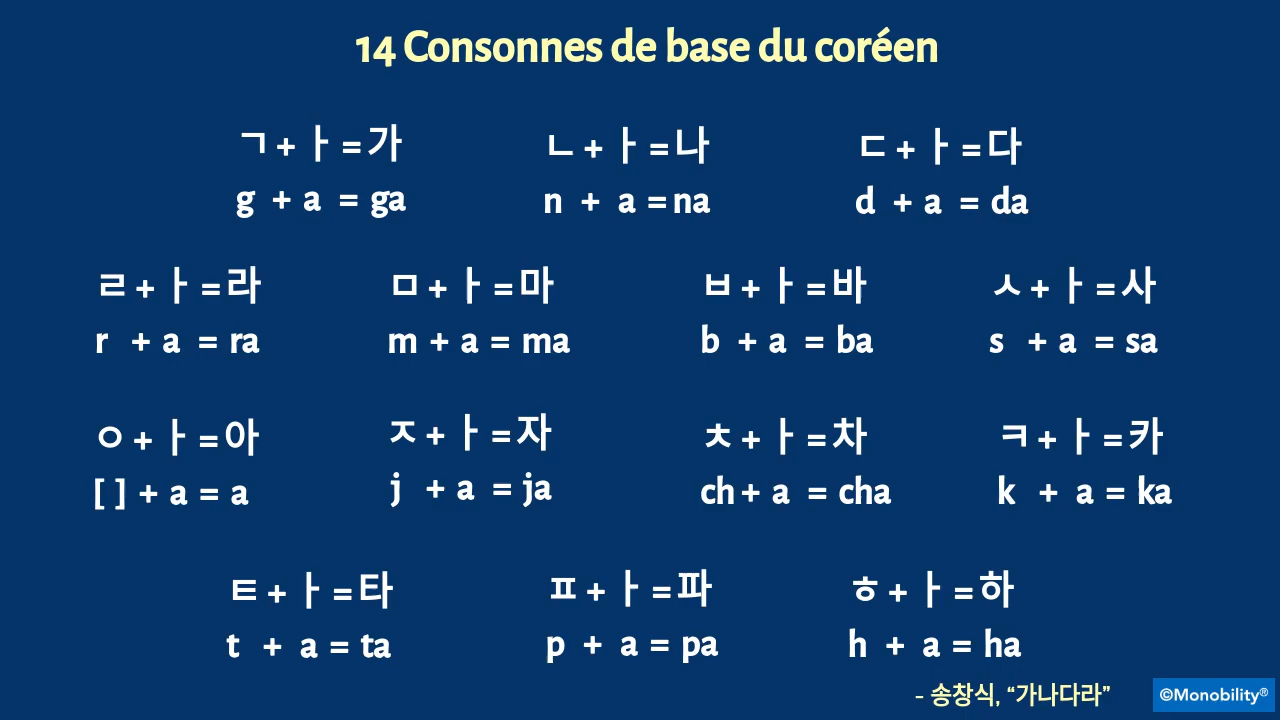 14 Consonnes de base du coréen
ㄱ + ㅏ = 가
g + a = ga
ㄴ + ㅏ = 나
n + a = na
ㄷ + ㅏ = 다
d + a = da
ㄹ + ㅏ = 라
r + a = ra
ㅁ + ㅏ = 마
m + a = ma
ㅂ + ㅏ = 바
b + a = ba
ㅅ + ㅏ = 사
s + a = sa
ㅇ + ㅏ = 아
[ ] + a = a
ㅈ + ㅏ = 자
j + a = ja
ㅊ + ㅏ = 차
ch + a = cha
ㅋ + ㅏ = 카
k + a = ka
ㅌ + ㅏ = 타
t + a = ta
ㅍ + ㅏ = 파
p + a = pa
ㅎ + ㅏ = 하
h + a = ha
- 송창식, “가나다라”
©Monobility®